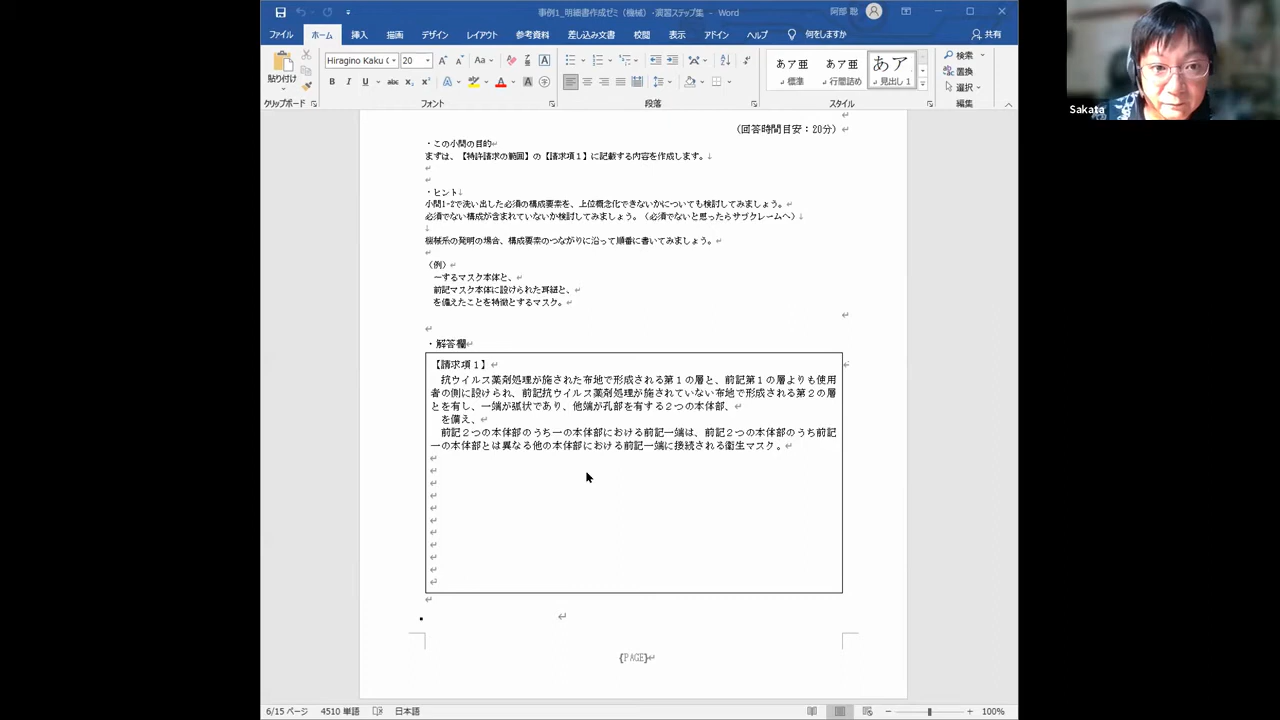 事例1_明細書作成ゼミ（機械）-演習ステップ集 - Word
阿部 聡
ファイル ホーム 挿入 描画 デザイン レイアウト 参考資料 差し込み文書 校閲 表示 アドイン ヘルプ 何をしますか 共有
貼り付け
Hiragino Kaku ( 20
あア亜 あア亜 あア
標準 行間詰め 見出し 1
検索
置換
選択
クリップボード フォント 段落 スタイル 編集
Sakata
（回答時間目安：20分）
・この小問の目的
まずは、【特許請求の範囲】の【請求項１】に記載する内容を作成します。
・ヒント
小問1-2で洗い出した必須の構成要素を、上位概念化できないかについても検討してみましょう。
必須でない構成が含まれていないか検討してみましょう。（必須でないと思ったらサブクレームへ）
機械系の発明の場合、構成要素のつながりに沿って順番に書いてみましょう。
（例）
～するマスク本体と、
前記マスク本体に設けられた耳紐と、
を備えたことを特徴とするマスク。
・解答欄
【請求項１】
抗ウイルス薬剤処理が施された布地で形成される第１の層と、前記第１の層よりも使用
者の側に設けられ、前記抗ウイルス薬剤処理が施されていない布地で形成される第２の層
とを有し、一端が弧状であり、他端が孔部を有する２つの本体部、
を備え、
前記２つの本体部のうち一の本体部における前記一端は、前記２つの本体部のうち前記
一の本体部とは異なる他の本体部における前記一端に接続される衛生マスク。
{PAGE}
6/15 ページ 4510 単語 日本語 100%